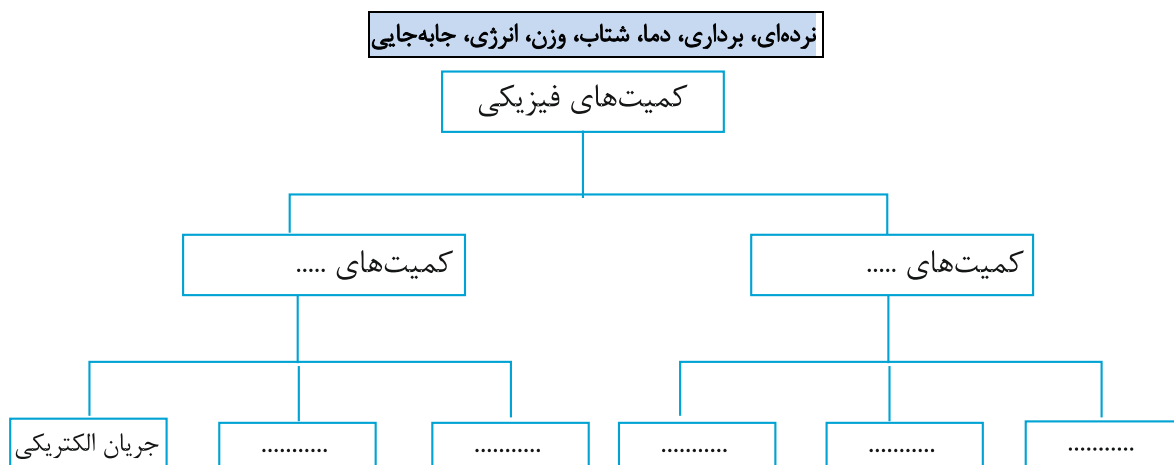 نرده‌ای، برداری، دما، شتاب، وزن، انرژی، جابه‌جایی
کمیت‌های فیزیکی
کمیت‌های .....
کمیت‌های .....
...........
...........
...........
...........
...........
جریان الکتریکی